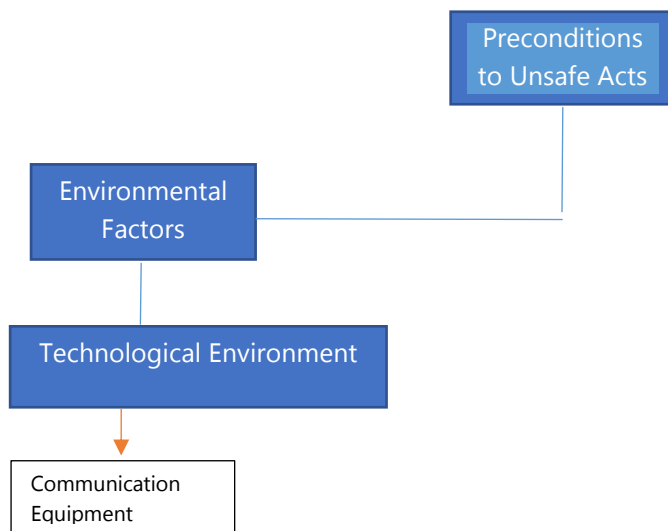 Preconditions
to Unsafe Acts
Environmental
Factors
Technological Environment
Communication
Equipment